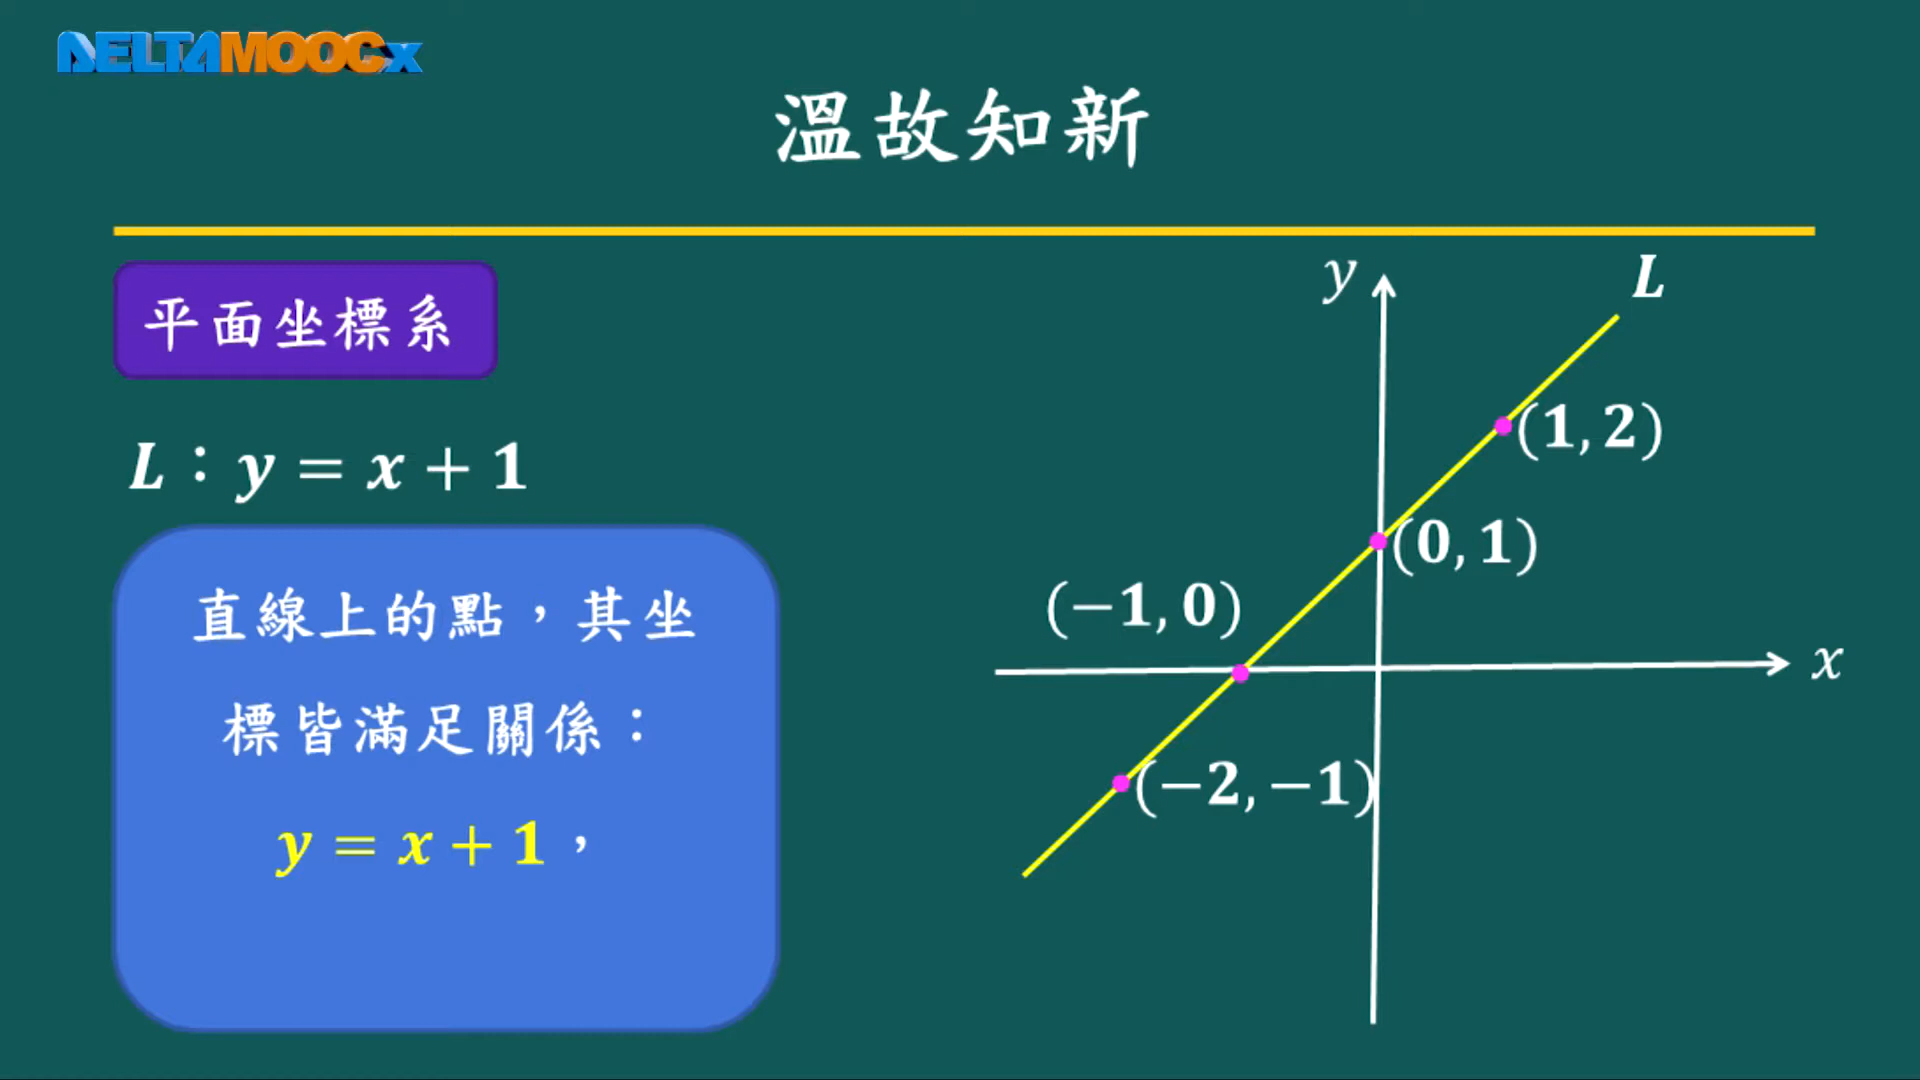 DELTAMOOCx
溫故知新
平面坐標系
L：y = x + 1
直線上的點，其坐
標皆滿足關係：
y = x + 1，
y
L
(1, 2)
(0, 1)
(−1, 0)
x
(−2, −1)